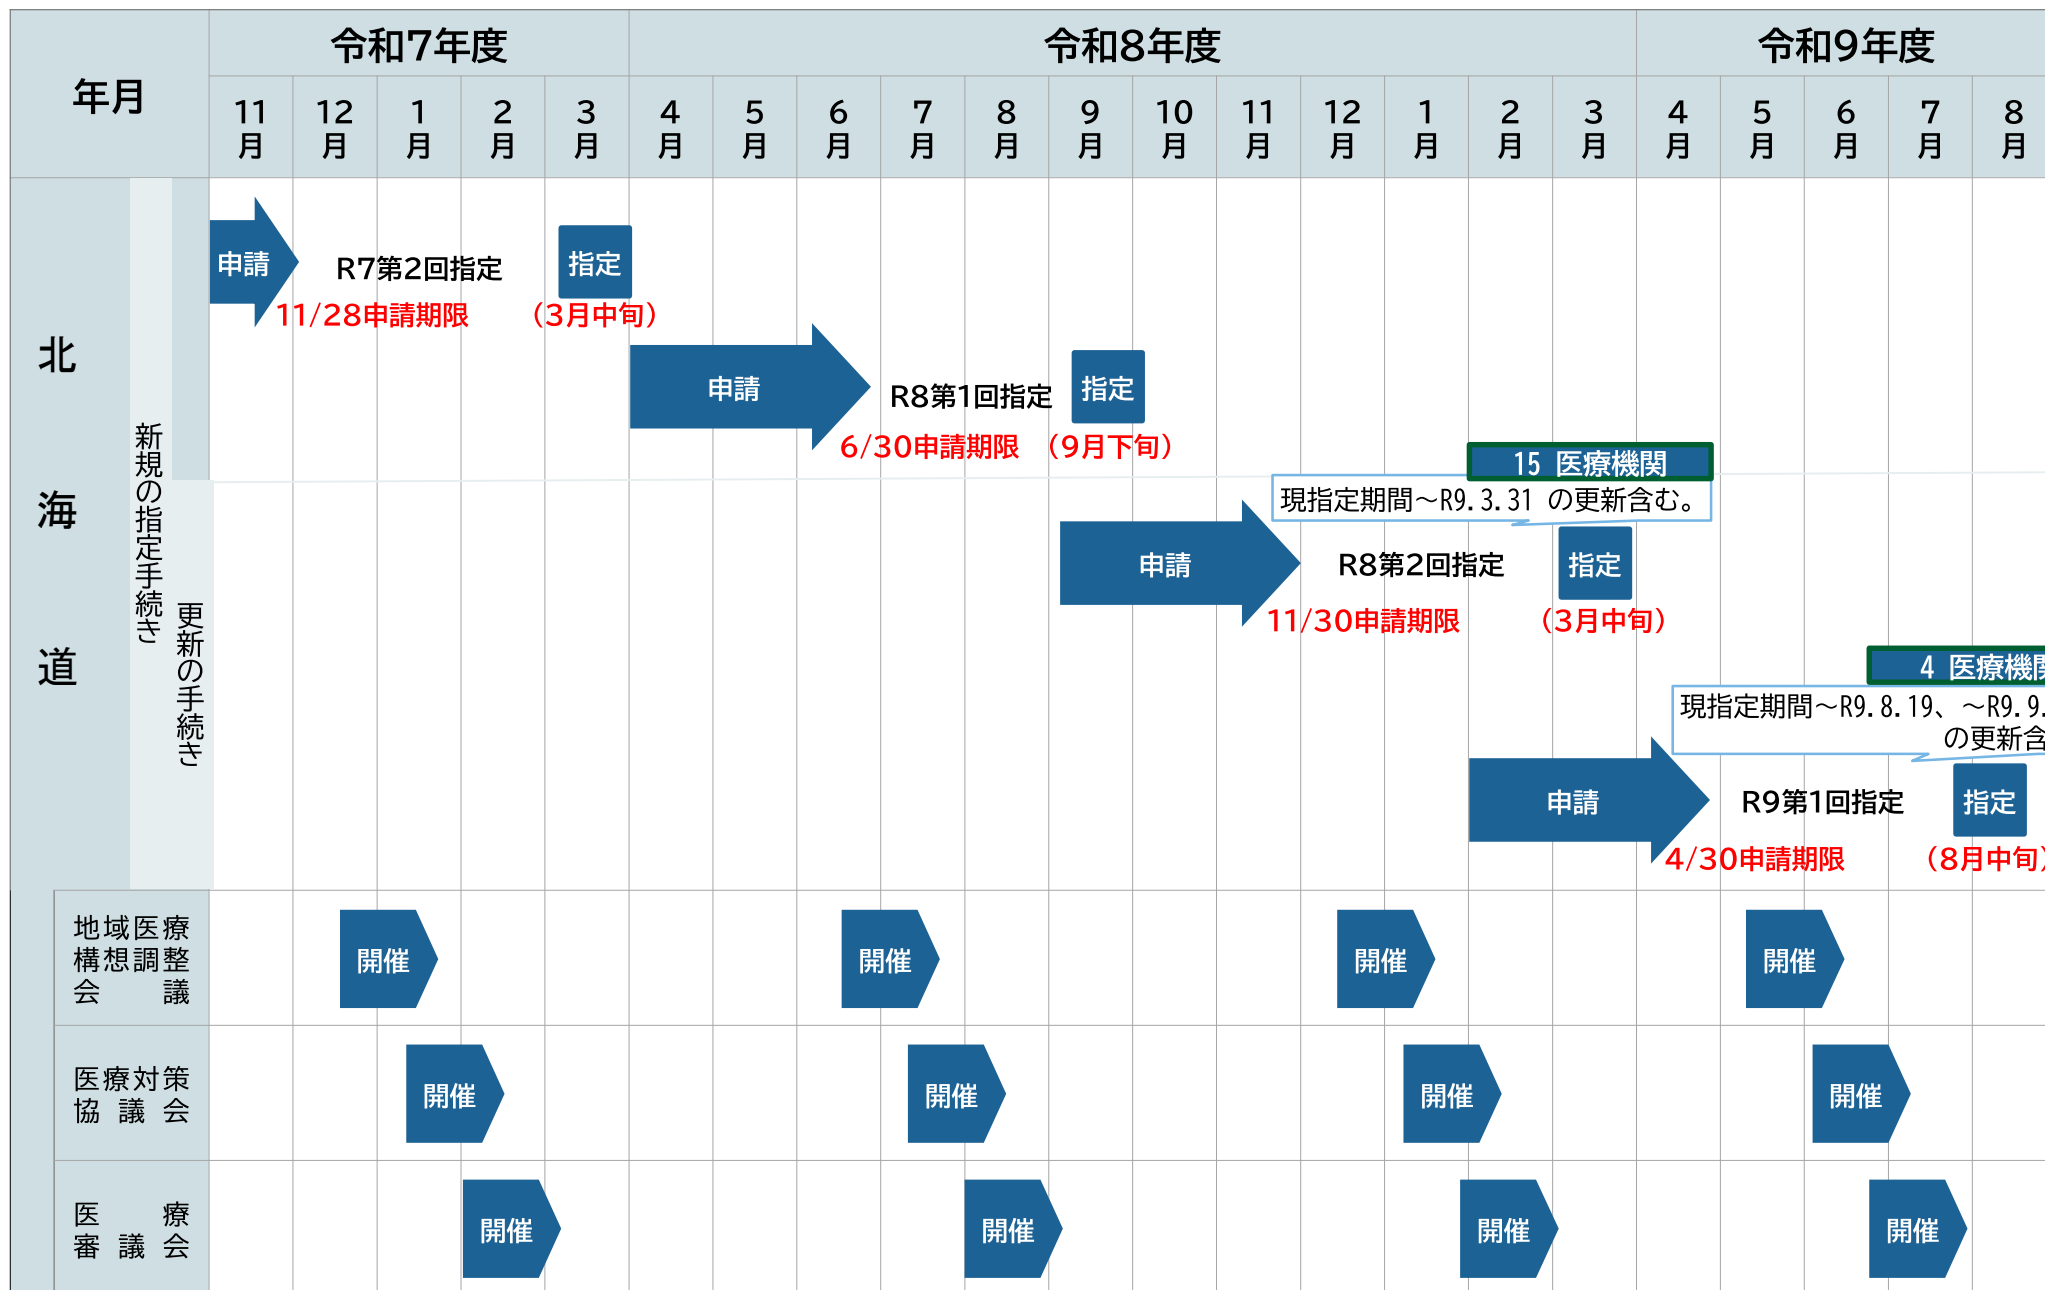 年月
令和7年度
令和8年度
令和9年度
11月
12月
1月
2月
3月
4月
5月
6月
7月
8月
9月
10月
11月
12月
1月
2月
3月
4月
5月
6月
7月
8月
北海道
新規の指定手続き
更新の手続き
申請
R7第2回指定
指定
11/28申請期限
（3月中旬）
申請
R8第1回指定
指定
6/30申請期限
（9月下旬）
15 医療機関
現指定期間～R9.3.31 の更新含む。
申請
R8第2回指定
指定
11/30申請期限
（3月中旬）
4 医療機関
現指定期間～R9.8.19、～R9.9.
の更新含
申請
R9第1回指定
指定
4/30申請期限
（8月中旬）
地域医療
構想調整
会議
開催
開催
開催
開催
医療対策
協議会
開催
開催
開催
開催
医療
審議会
開催
開催
開催
開催